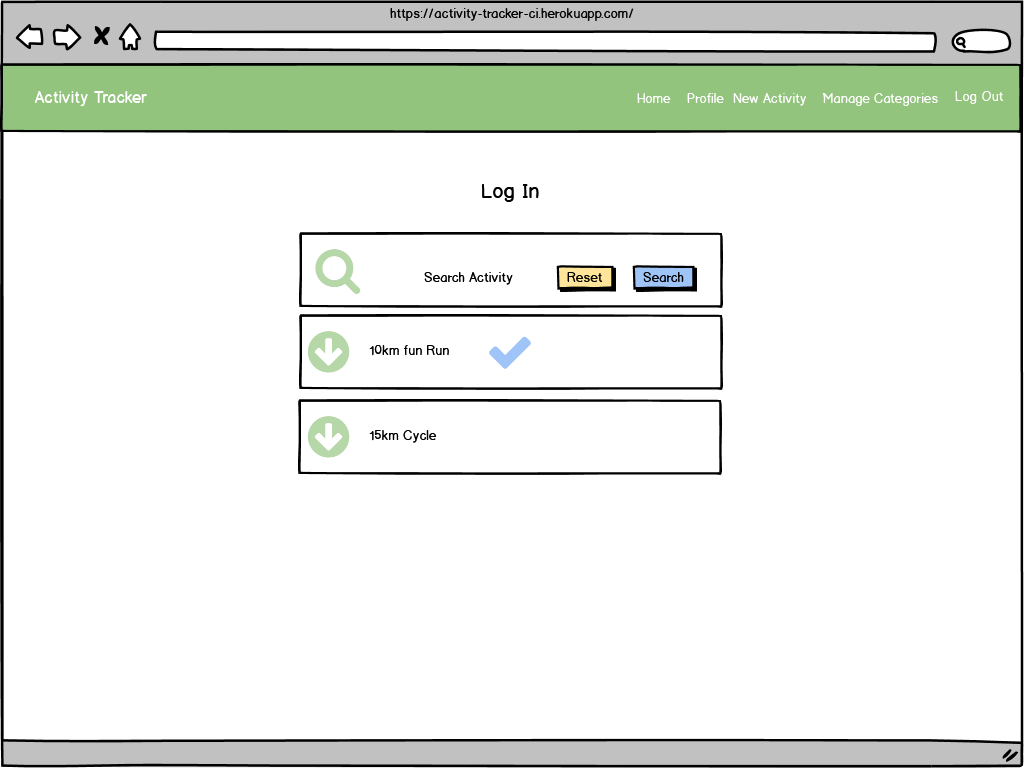 https://activity-tracker-ci.herokuapp.com/
Activity Tracker Home Profile New Activity Manage Categories Log Out
Log In
Search Activity Reset Search
10km fun Run
15km Cycle